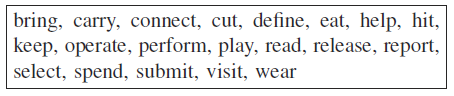 bring, carry, connect, cut, define, eat, help, hit,
keep, operate, perform, play, read, release, report,
select, spend, submit, visit, wear